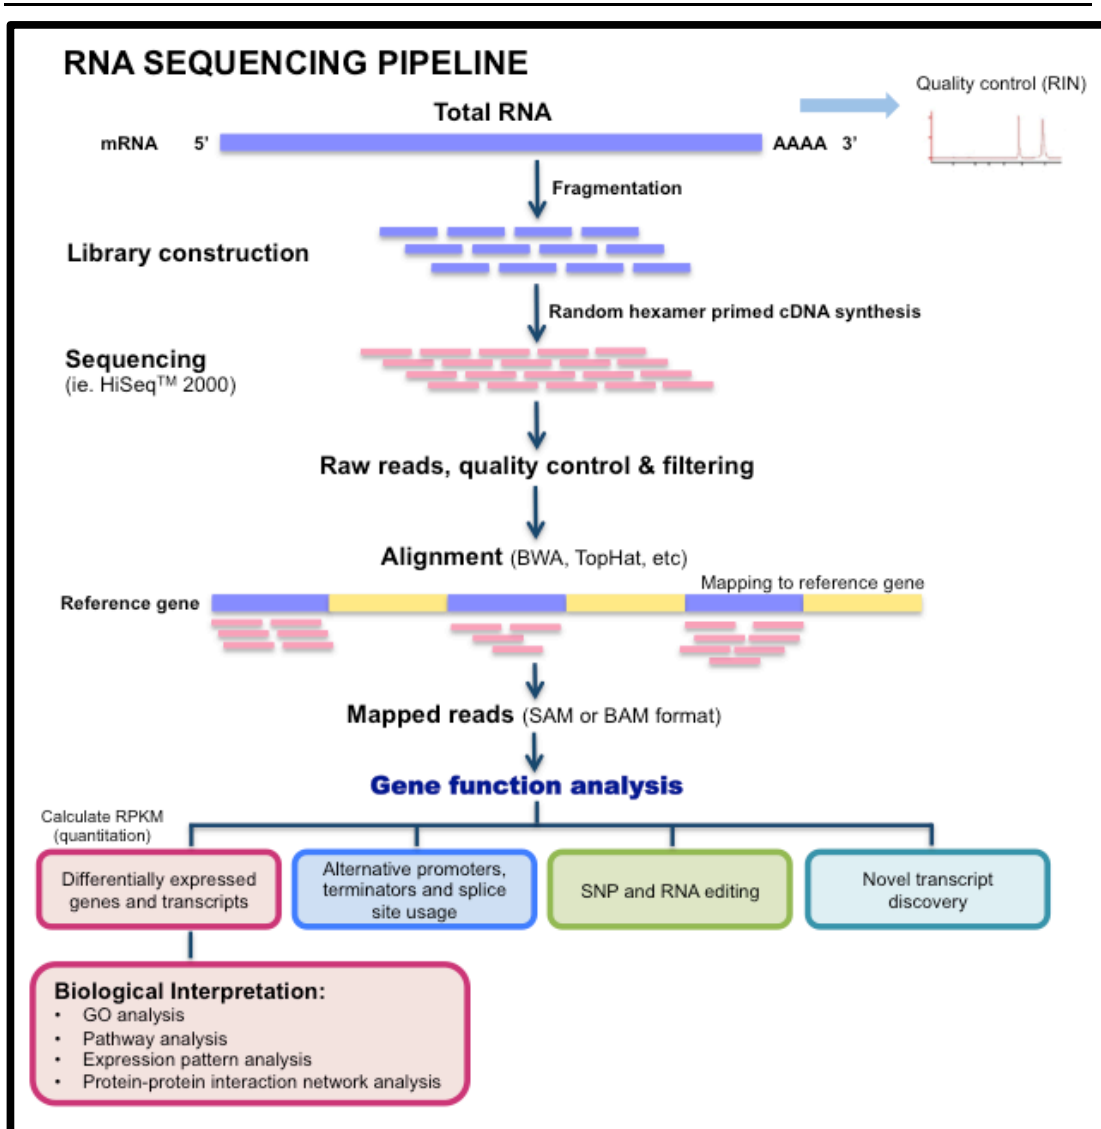 RNA SEQUENCING PIPELINE
Quality control (RIN)
Total RNA
mRNA 5' AAAA 3'
Fragmentation
Library construction
Random hexamer primed cDNA synthesis
Sequencing
(ie. HiSeq™ 2000)
Raw reads, quality control & filtering
Alignment (BWA, TopHat, etc)
Mapping to reference gene
Reference gene
Mapped reads (SAM or BAM format)
Gene function analysis
Calculate RPKM
(quantitation)
Differentially expressed
genes and transcripts
Alternative promoters,
terminators and splice
site usage
SNP and RNA editing
Novel transcript
discovery
Biological Interpretation:
• GO analysis
• Pathway analysis
• Expression pattern analysis
• Protein-protein interaction network analysis